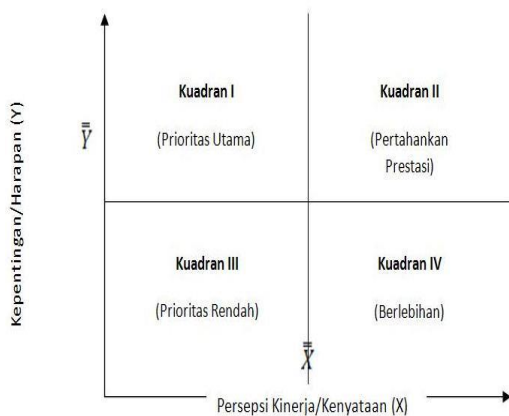 Kepentingan/Harapan (Y)
Kuadran I
(Prioritas Utama)
Kuadran II
(Pertahankan
Prestasi)
Y̿
Kuadran III
(Prioritas Rendah)
Kuadran IV
(Berlebihan)
X̿
Persepsi Kinerja/Kenyataan (X)